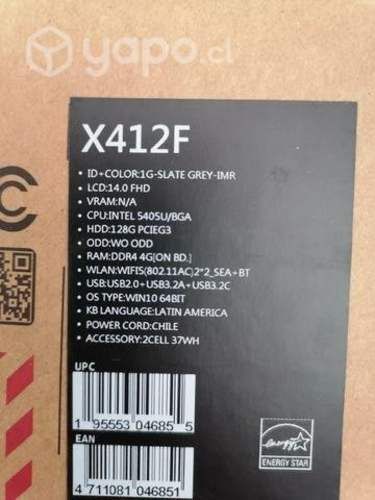 yapo.cl
X412F
• ID+COLOR:1G-SLATE GREY-IMR
• LCD:14.0 FHD
• VRAM:N/A
• CPU:INTEL 5405U/BGA
• HDD:128G PCIEG3
• ODD:WO ODD
• RAM:DDR4 4G[ON BD.]
• WLAN:WIFI5(802.11AC)2*2_SEA+BT
• USB:USB2.0+USB3.2A+USB3.2C
• OS TYPE:WIN10 64BIT
• KB LANGUAGE:LATIN AMERICA
• POWER CORD:CHILE
• ACCESSORY:2CELL 37WH
UPC
1 95553 04685 5
EAN
4 711081 046851
energy
ENERGY STAR